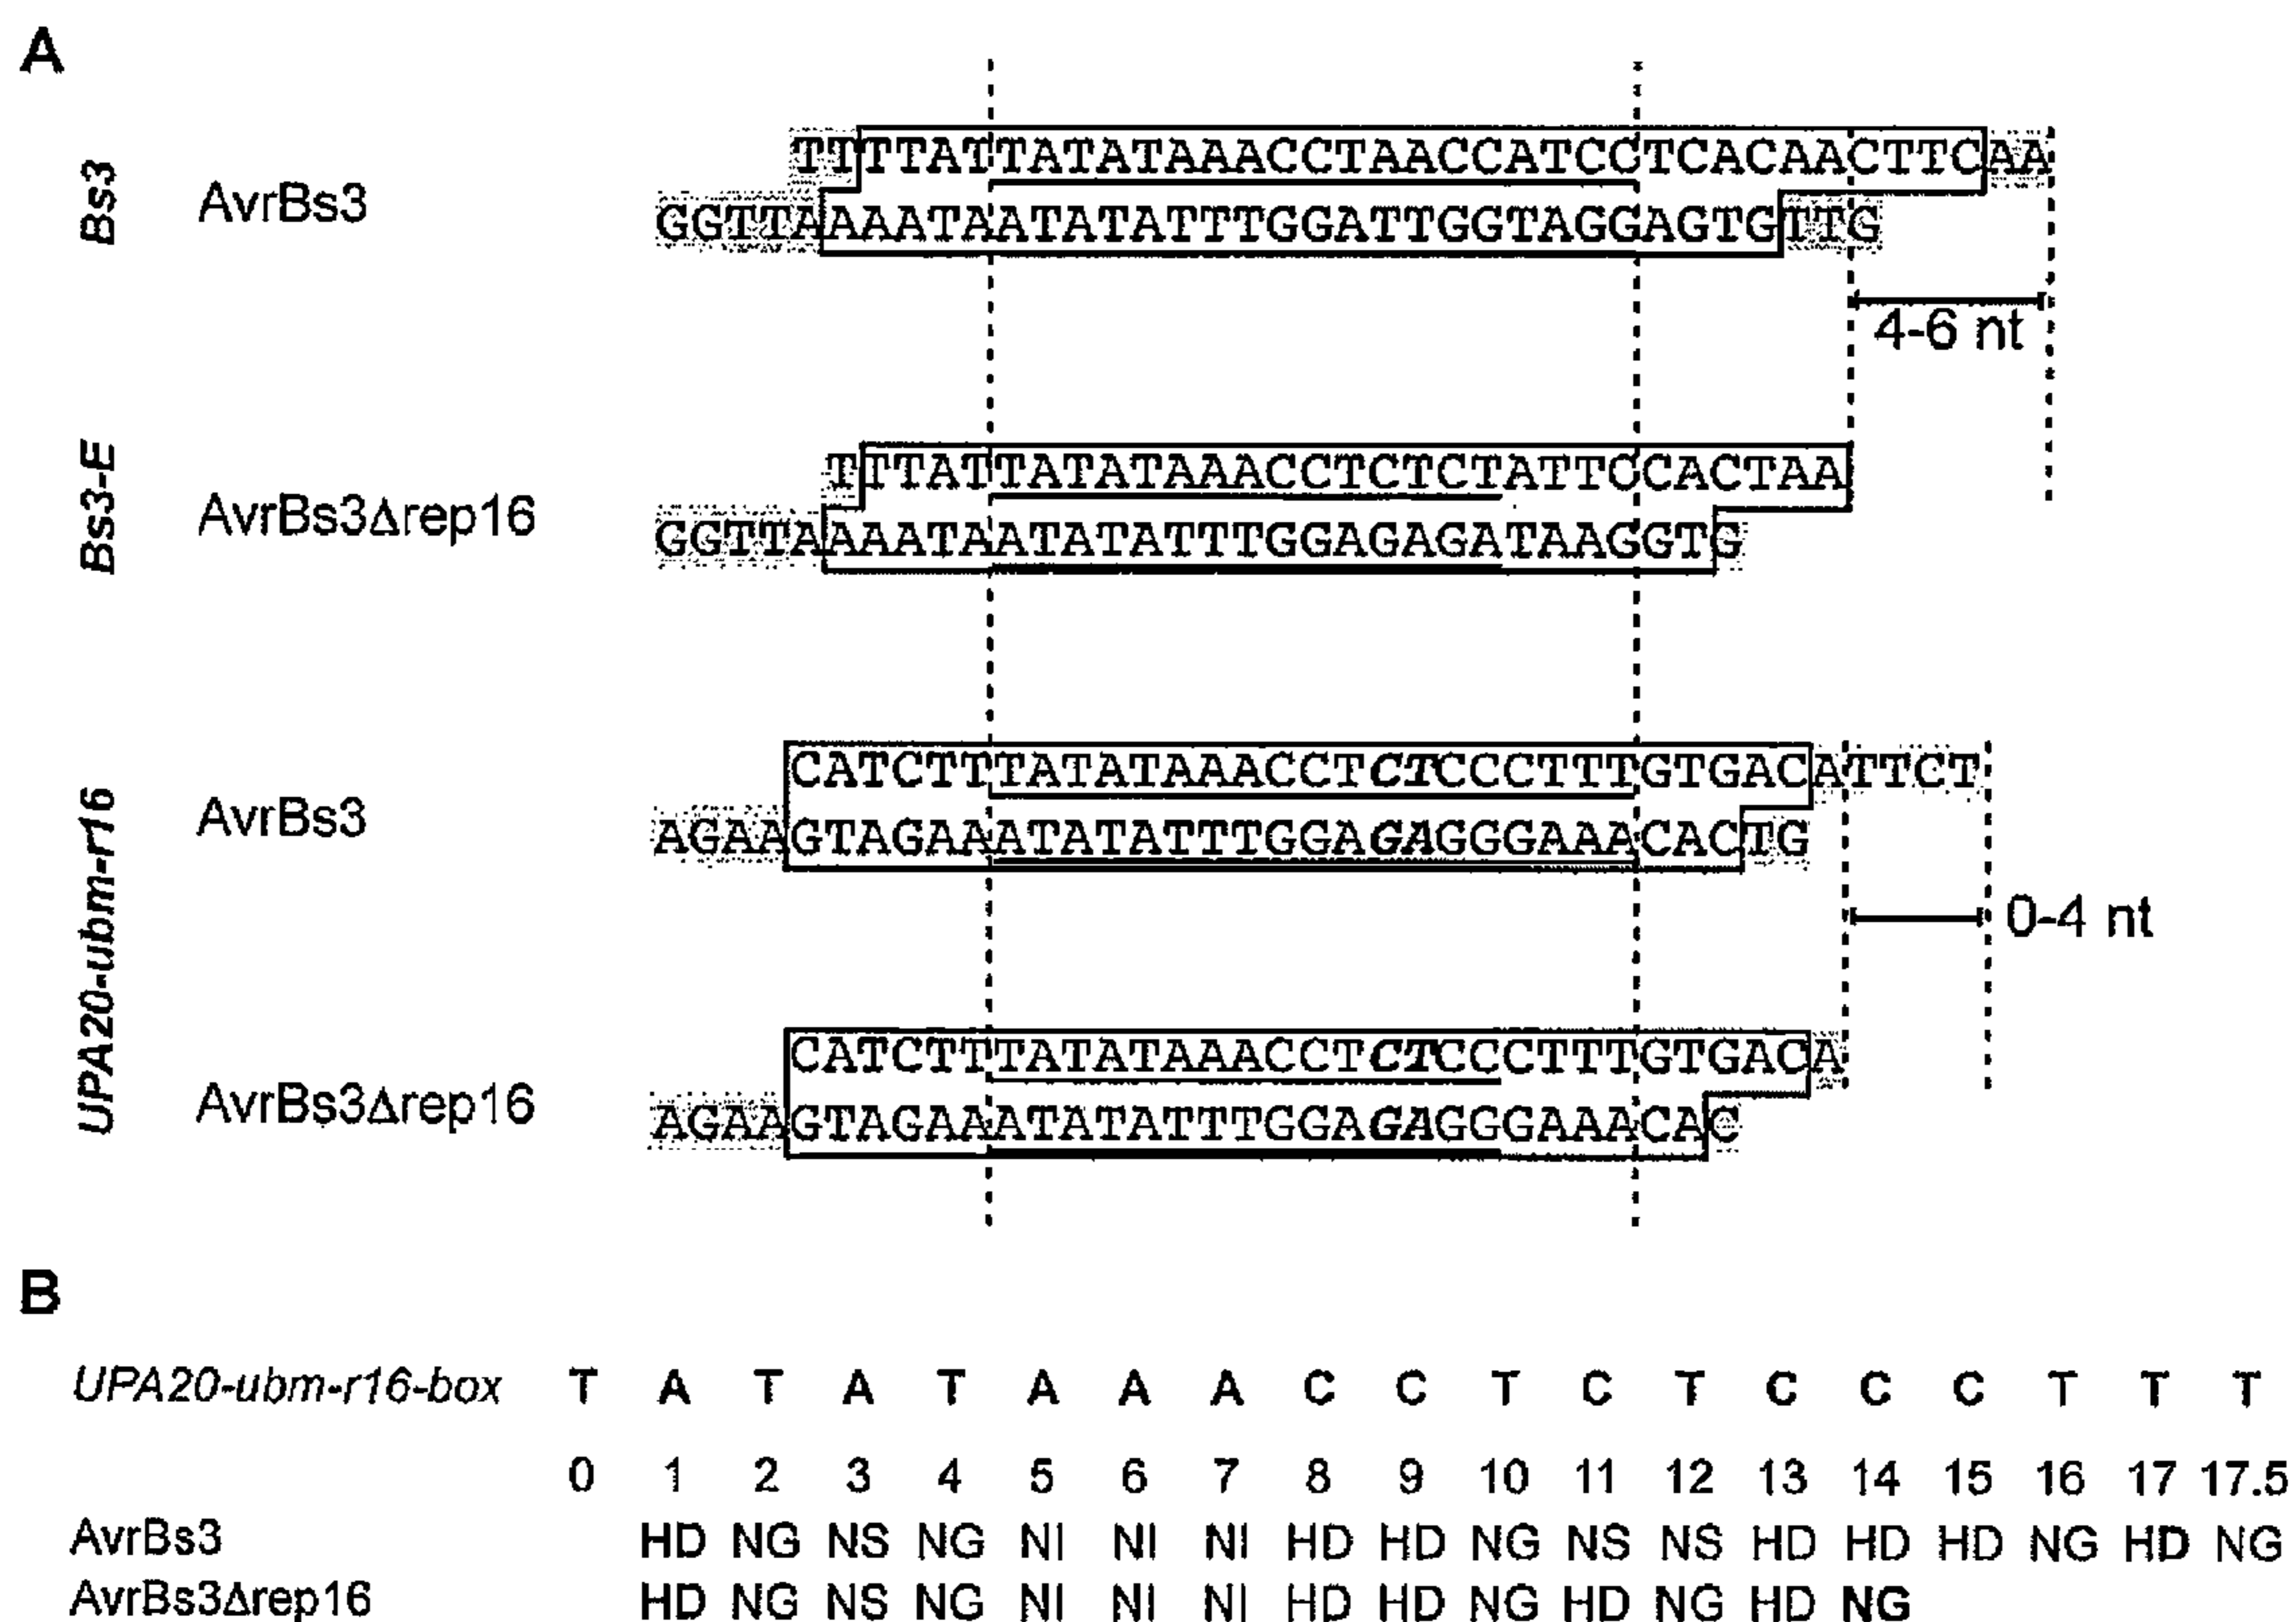 A
Bs3
AvrBs3
TTTTATTATATAAACCTAACCATCCTCACAACTTCAA
GGTTAAAATAATATATTTGGATTGGTAGGAGTGTTG
4-6 nt
Bs3-E
AvrBs3Δrep16
TTTATTATATAAACCTCTCTATTCCACTAA
GGTTAAAATAATATATTTGGAGAGATAAGGTG
UPA20-ubm-r16
AvrBs3
CATCTTTATATAAACCTCTCCCTTTGTGACATTCT
AGAAGTAGAAATATATTTGGAGAGGGAAACACTG
0-4 nt
AvrBs3Δrep16
CATCTTTATATAAACCTCTCCCTTTGTGACA
AGAAGTAGAAATATATTTGGAGAGGGAAACAC
B
UPA20-ubm-r16-box T A T A T A A A C C T C T C C C T T T
0 1 2 3 4 5 6 7 8 9 10 11 12 13 14 15 16 17 17.5
AvrBs3 HD NG NS NG NI NI NI HD HD NG NS NS HD HD HD NG HD NG
AvrBs3Δrep16 HD NG NS NG NI NI NI HD HD NG HD NG HD NG